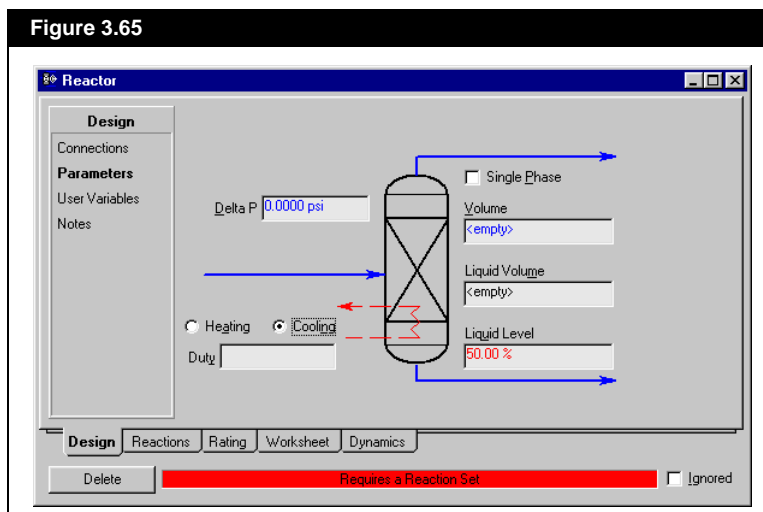 Figure 3.65
Reactor
Design
Connections
Parameters
User Variables
Notes
Delta P 0.0000 psi
Single Phase
Volume
<empty>
Liquid Volume
<empty>
Heating Cooling
Liquid Level
Duty
50.00 %
Design Reactions Rating Worksheet Dynamics
Delete Requires a Reaction Set Ignored